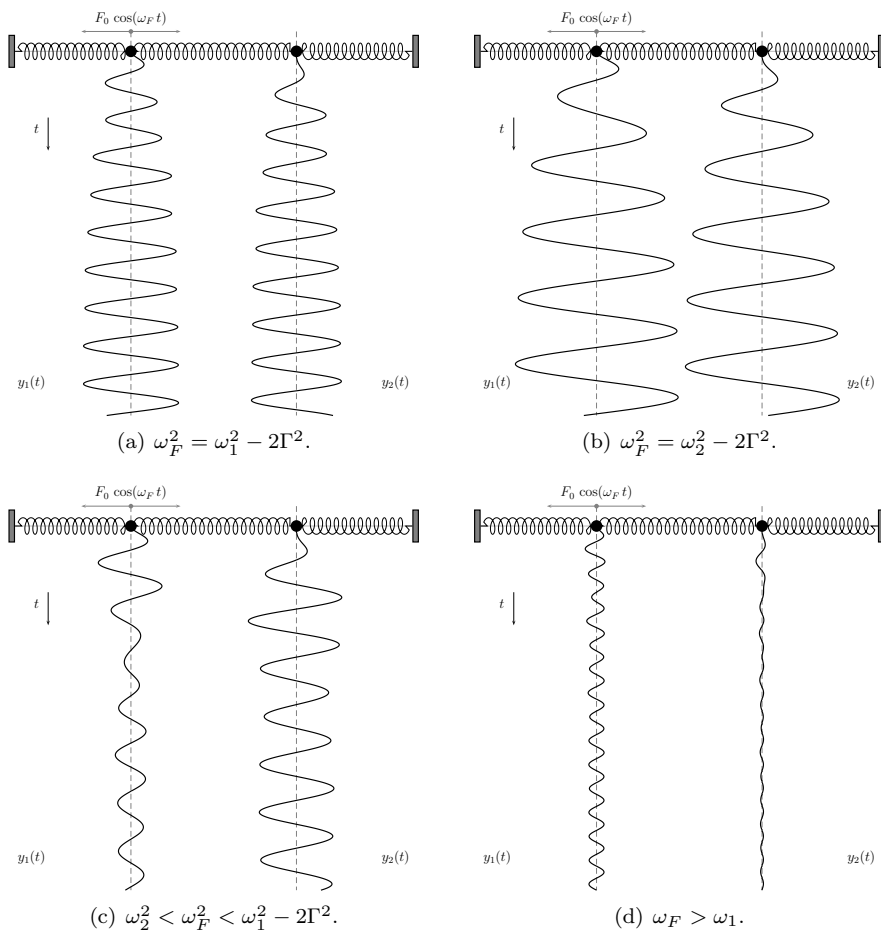 F₀ cos(ω_F t)
F₀ cos(ω_F t)
t
t
y₁(t)
y₂(t)
y₁(t)
y₂(t)
(a) ω_F² = ω₁² − 2Γ².
(b) ω_F² = ω₂² − 2Γ².
F₀ cos(ω_F t)
F₀ cos(ω_F t)
t
t
y₁(t)
y₂(t)
y₁(t)
y₂(t)
(c) ω₂² < ω_F² < ω₁² − 2Γ².
(d) ω_F > ω₁.